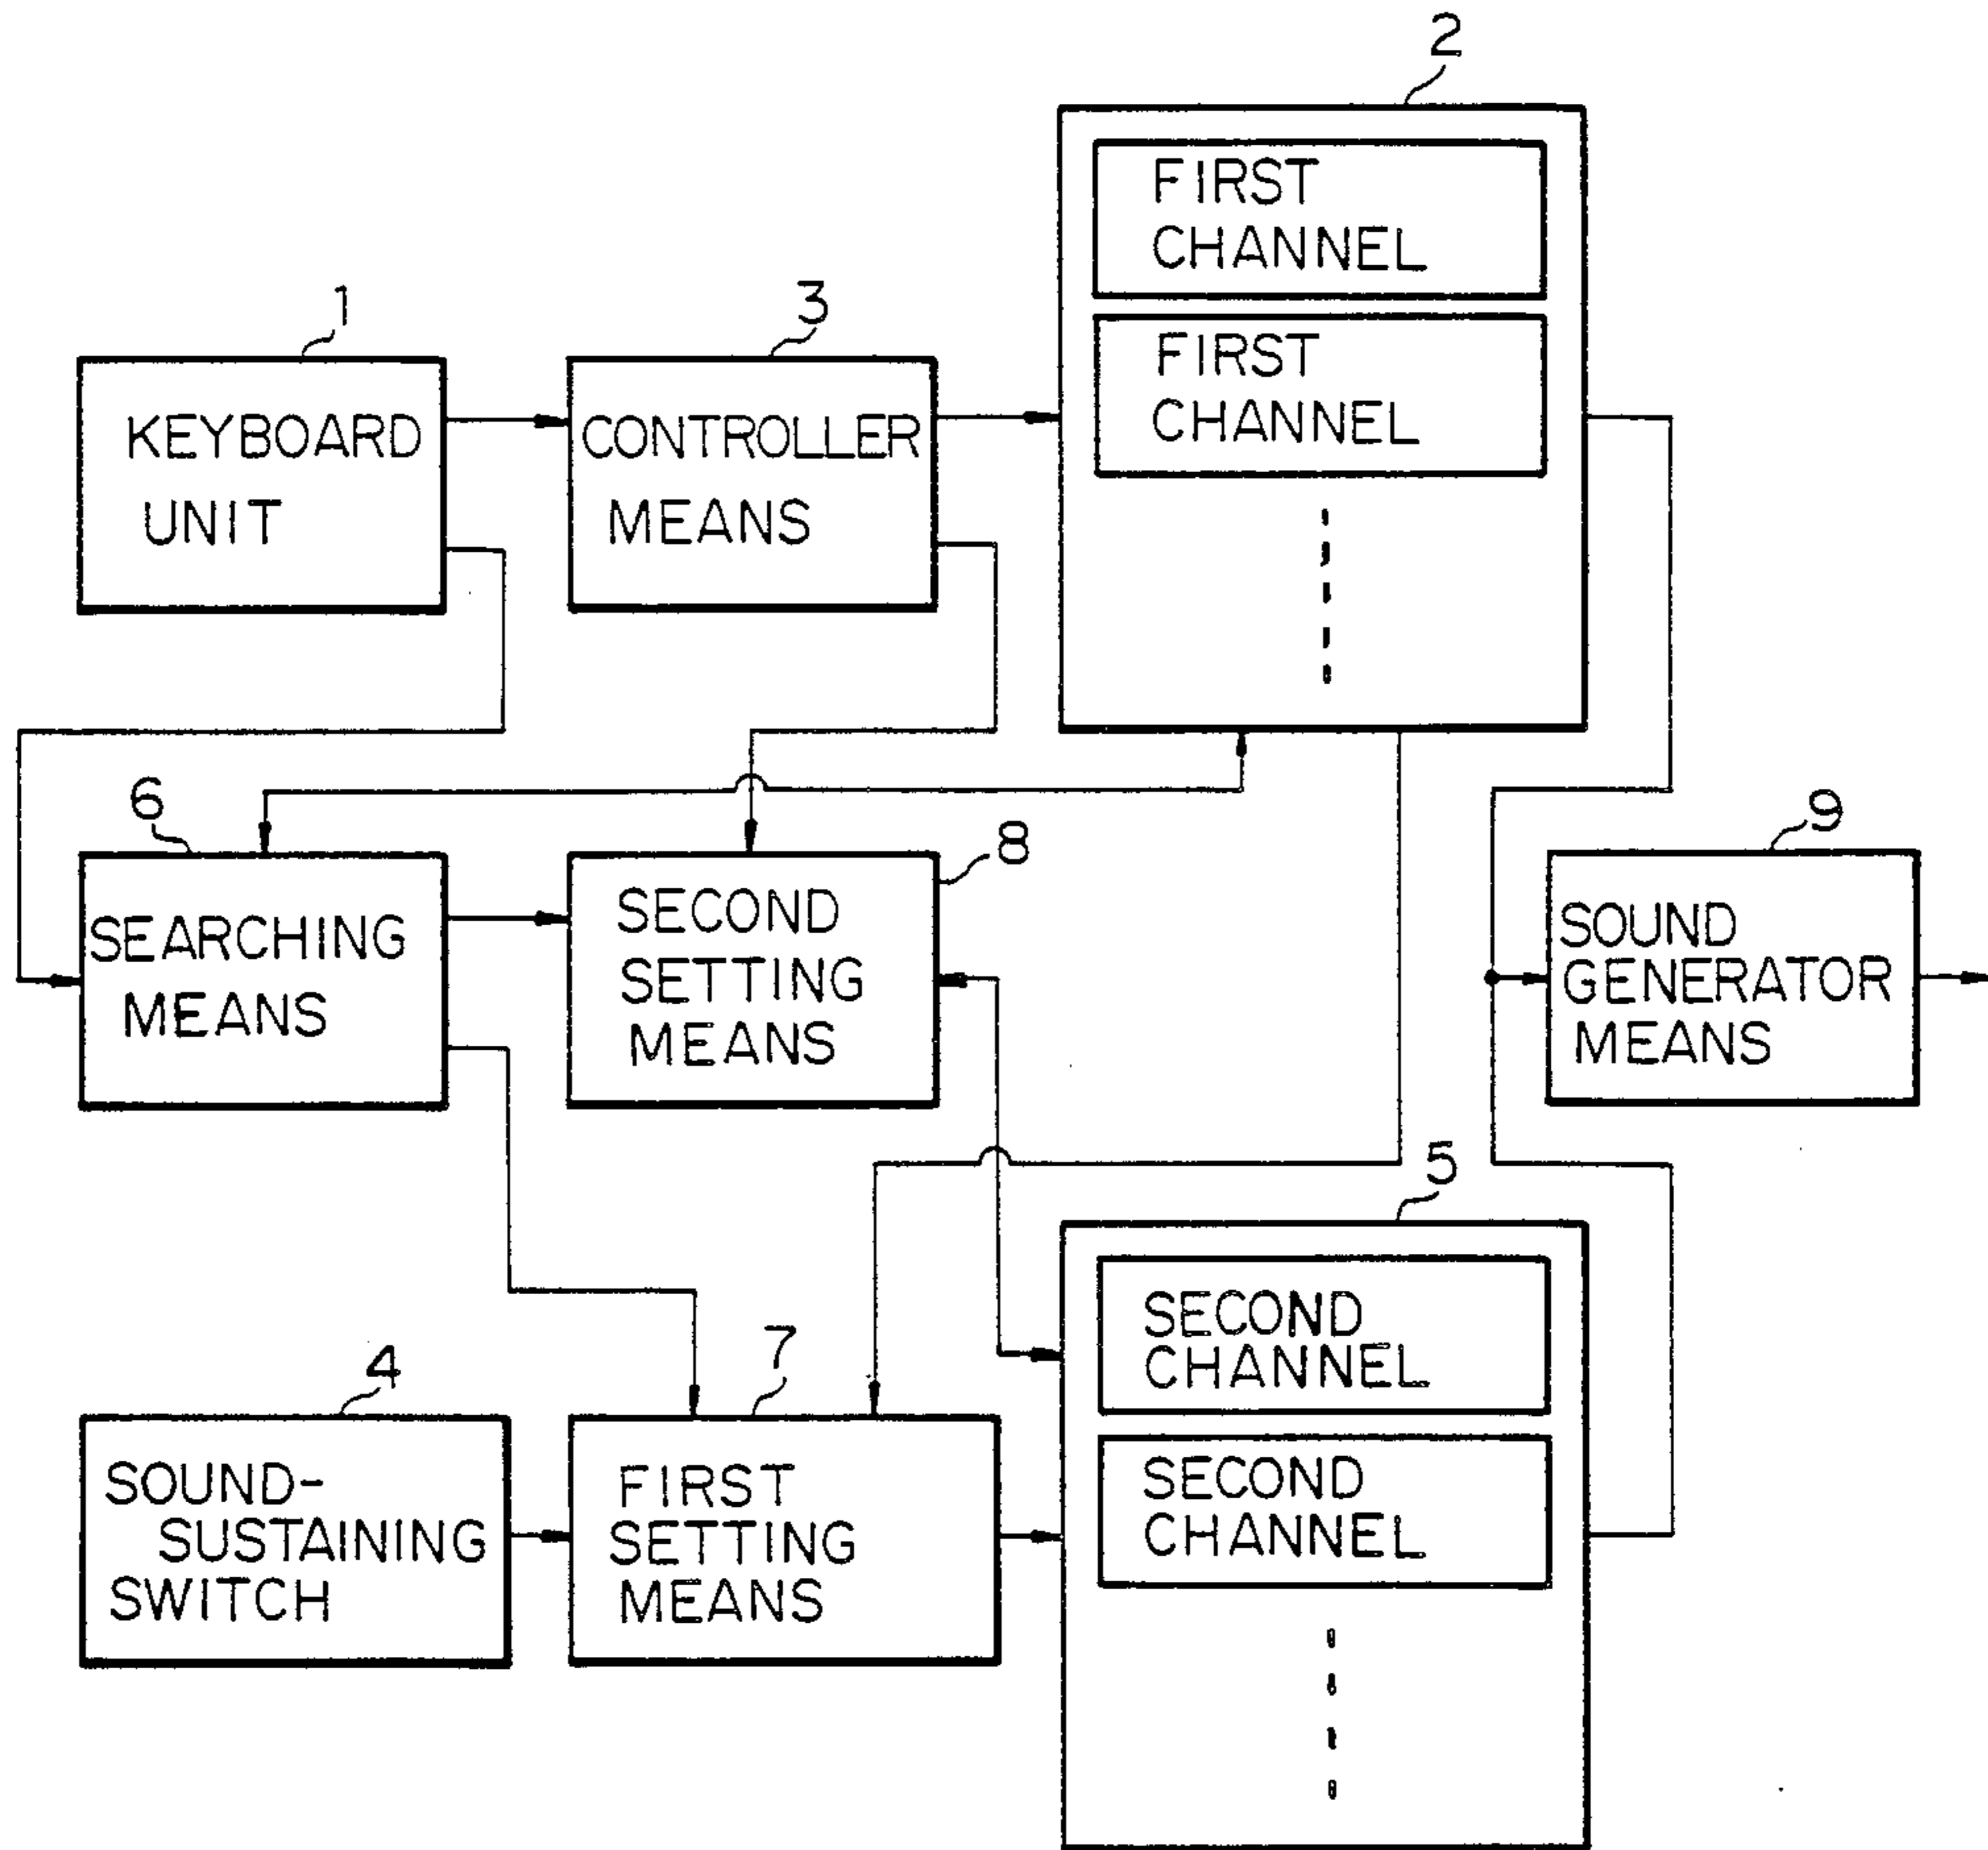 2
FIRST
CHANNEL
FIRST
CHANNEL
1
KEYBOARD
UNIT
3
CONTROLLER
MEANS
6
SEARCHING
MEANS
8
SECOND
SETTING
MEANS
9
SOUND
GENERATOR
MEANS
5
SECOND
CHANNEL
SECOND
CHANNEL
4
SOUND-
SUSTAINING
SWITCH
7
FIRST
SETTING
MEANS